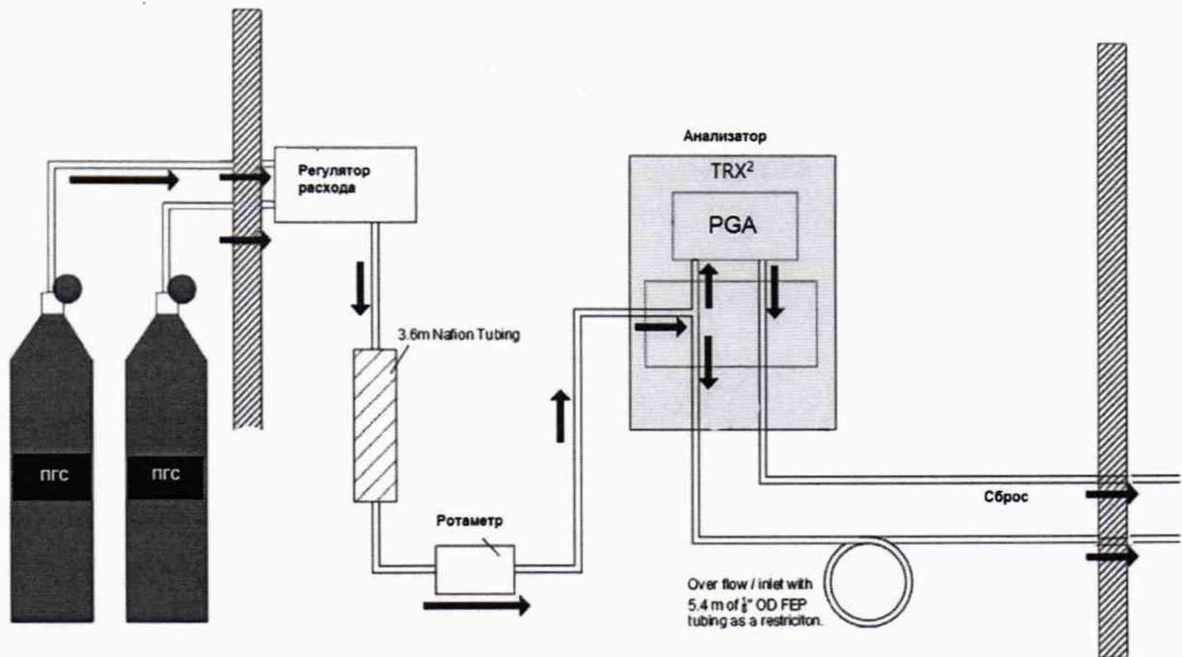 Анализатор
TRX²
PGA
Регулятор
расхода
3.6m Nafion Tubing
ПГС
ПГС
Ротаметр
Сброс
Over flow / inlet with
5.4 m of ⅛" OD FEP
tubing as a restriciton.